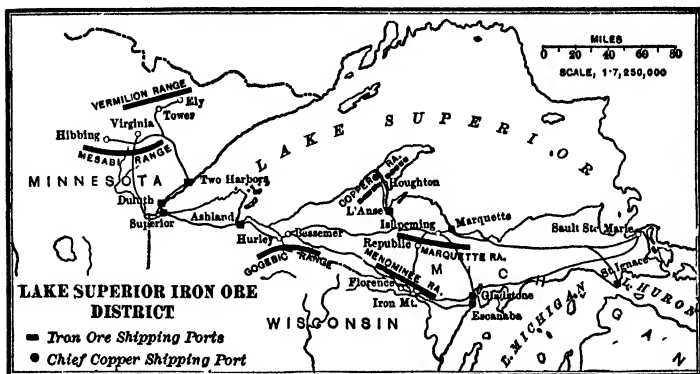 MILES
0 20 40 60 80
SCALE, 1:7,250,000
VERMILION RANGE
Ely
Tower
Virginia
Hibbing
MESABI RANGE
MINNESOTA
LAKE SUPERIOR
Two Harbors
Duluth
Superior
Ashland
COPPER RA.
Houghton
L'Anse
Marquette
Ishpeming
Republic
MARQUETTE RA.
Sault Ste. Marie
Hurley
Bessemer
GOGEBIC RANGE
MENOMINEE RA.
Florence
Iron Mt.
M I C H I G A N
St. Ignace
L. HURON
Gladstone
Escanaba
L. MICHIGAN
WISCONSIN
LAKE SUPERIOR IRON ORE
DISTRICT
Iron Ore Shipping Ports
Chief Copper Shipping Port